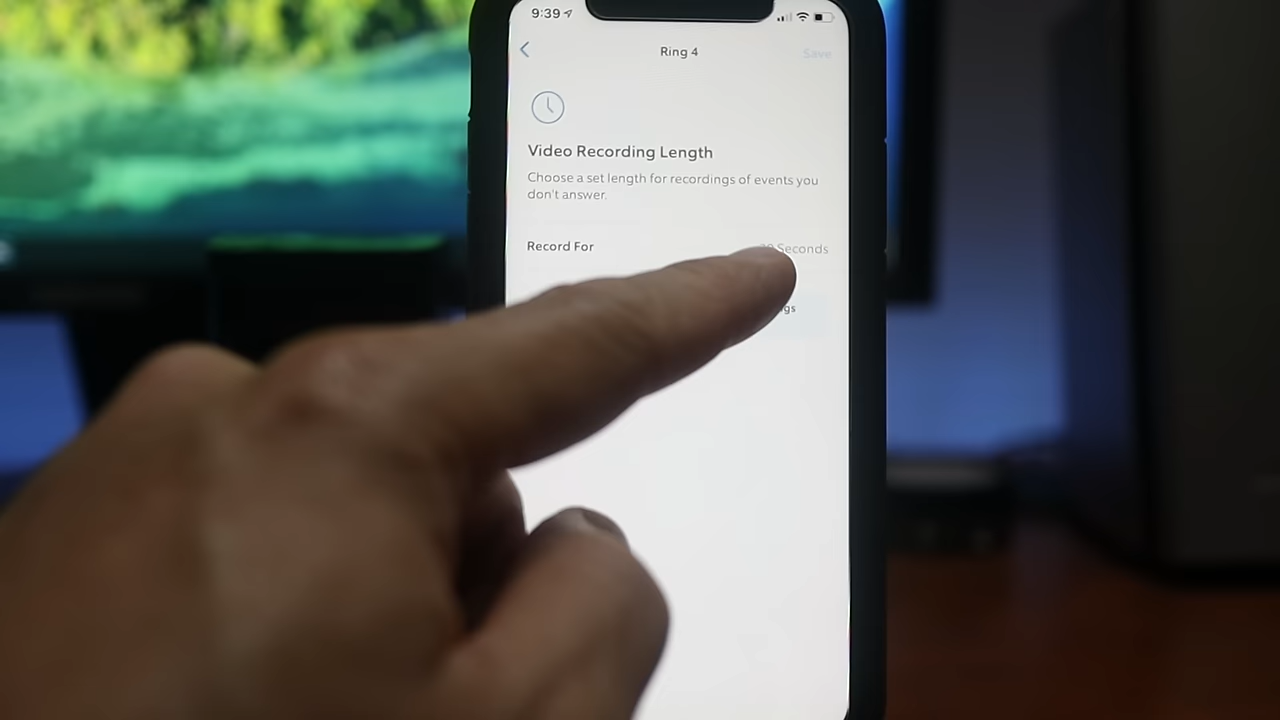 9:39
Ring 4
Save
Video Recording Length
Choose a set length for recordings of events you
don't answer.
Record For
Seconds